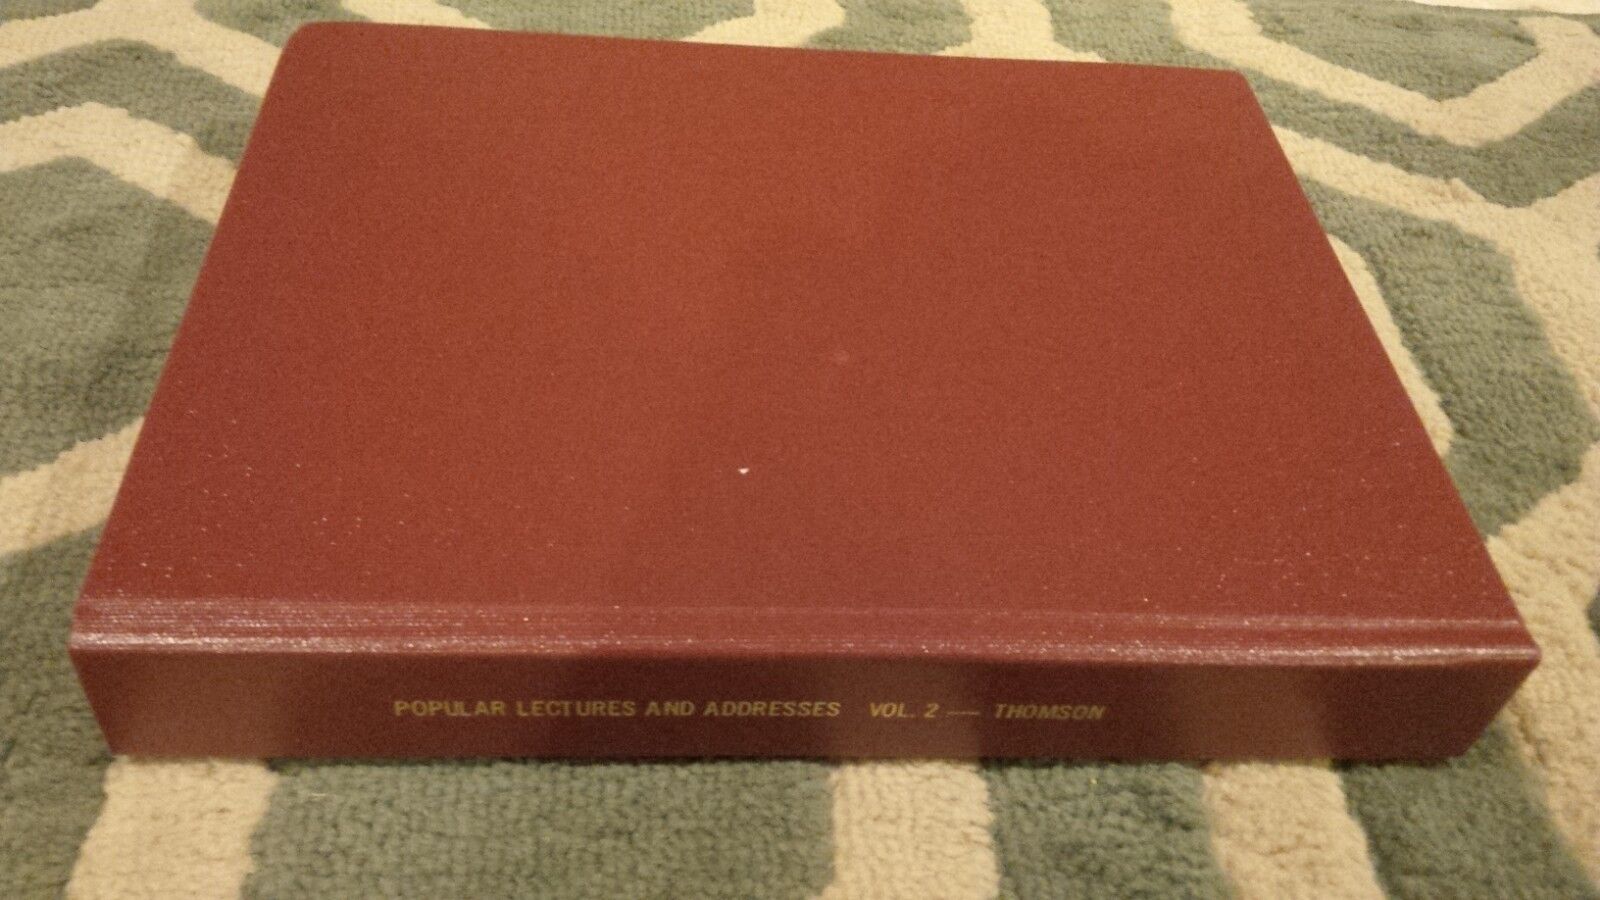 POPULAR LECTURES AND ADDRESSES VOL. 2 — THOMSON